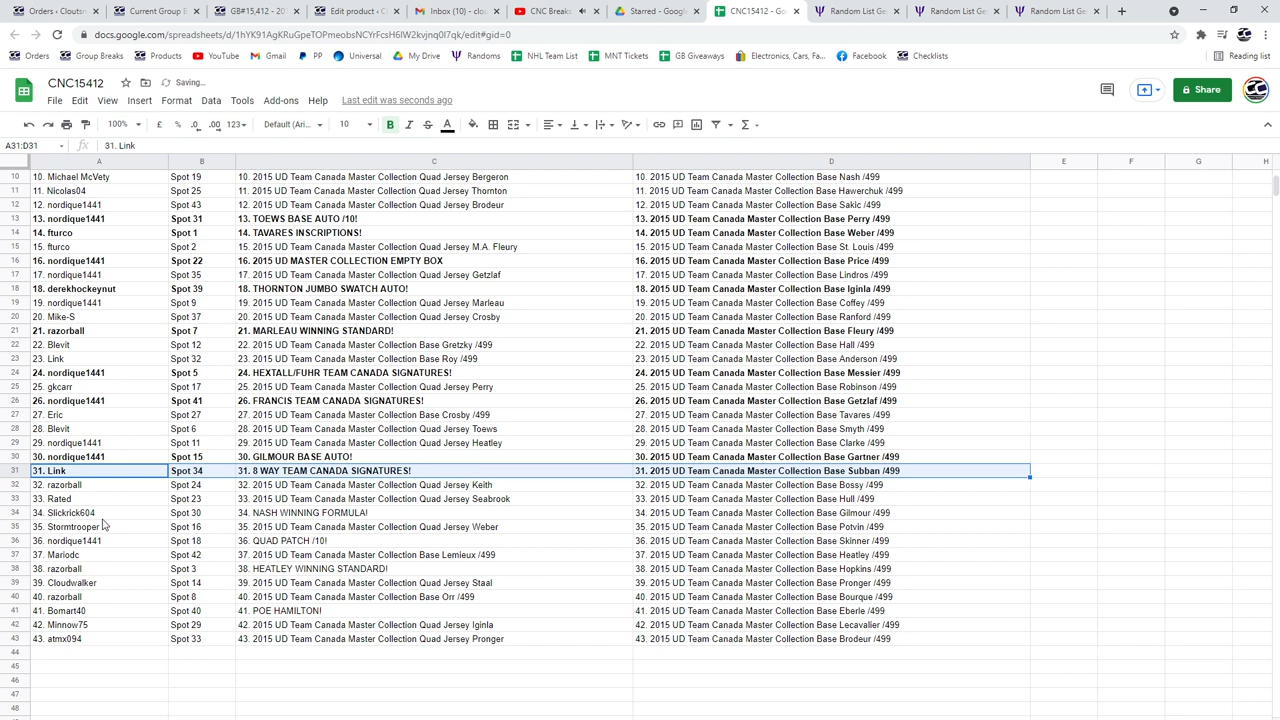 Orders ‹ Cloutsn
Current Group B
GB#15,412 - 201
Edit product ‹ C
Inbox (10) - clou
CNC Breaks
Starred - Google
CNC15412 - Go
Random List Ge
Random List Ge
Random List Ge
docs.google.com/spreadsheets/d/1hYK91AgKRuGpeTOPmeobsNCYrFcsH6lW2kvjnq0l7qk/edit#gid=0
Orders Group Breaks Products YouTube Gmail PP Universal My Drive Randoms NHL Team List MNT Tickets GB Giveaways Electronics, Cars, Fa... Facebook Checklists Reading list
CNC15412 Saving...
File Edit View Insert Format Data Tools Add-ons Help Last edit was seconds ago
Share
100% £ % .0 .00 123 Default (Ari... 10 B I S A
A31:D31 fx 31. Link
A B C D E F G H
10 10. Michael McVety Spot 19 10. 2015 UD Team Canada Master Collection Quad Jersey Bergeron 10. 2015 UD Team Canada Master Collection Base Nash /499
11 11. Nicolas04 Spot 25 11. 2015 UD Team Canada Master Collection Quad Jersey Thornton 11. 2015 UD Team Canada Master Collection Base Hawerchuk /499
12 12. nordique1441 Spot 43 12. 2015 UD Team Canada Master Collection Quad Jersey Brodeur 12. 2015 UD Team Canada Master Collection Base Sakic /499
13 13. nordique1441 Spot 31 13. TOEWS BASE AUTO /10! 13. 2015 UD Team Canada Master Collection Base Perry /499
14 14. fturco Spot 1 14. TAVARES INSCRIPTIONS! 14. 2015 UD Team Canada Master Collection Base Weber /499
15 15. fturco Spot 2 15. 2015 UD Team Canada Master Collection Quad Jersey M.A. Fleury 15. 2015 UD Team Canada Master Collection Base St. Louis /499
16 16. nordique1441 Spot 22 16. 2015 UD MASTER COLLECTION EMPTY BOX 16. 2015 UD Team Canada Master Collection Base Price /499
17 17. nordique1441 Spot 35 17. 2015 UD Team Canada Master Collection Quad Jersey Getzlaf 17. 2015 UD Team Canada Master Collection Base Lindros /499
18 18. derekhockeynut Spot 39 18. THORNTON JUMBO SWATCH AUTO! 18. 2015 UD Team Canada Master Collection Base Iginla /499
19 19. nordique1441 Spot 9 19. 2015 UD Team Canada Master Collection Quad Jersey Marleau 19. 2015 UD Team Canada Master Collection Base Coffey /499
20 20. Mike-S Spot 37 20. 2015 UD Team Canada Master Collection Quad Jersey Crosby 20. 2015 UD Team Canada Master Collection Base Ranford /499
21 21. razorball Spot 7 21. MARLEAU WINNING STANDARD! 21. 2015 UD Team Canada Master Collection Base Fleury /499
22 22. Blevit Spot 12 22. 2015 UD Team Canada Master Collection Base Gretzky /499 22. 2015 UD Team Canada Master Collection Base Hall /499
23 23. Link Spot 32 23. 2015 UD Team Canada Master Collection Base Roy /499 23. 2015 UD Team Canada Master Collection Base Anderson /499
24 24. nordique1441 Spot 5 24. HEXTALL/FUHR TEAM CANADA SIGNATURES! 24. 2015 UD Team Canada Master Collection Base Messier /499
25 25. gkcarr Spot 17 25. 2015 UD Team Canada Master Collection Quad Jersey Perry 25. 2015 UD Team Canada Master Collection Base Robinson /499
26 26. nordique1441 Spot 41 26. FRANCIS TEAM CANADA SIGNATURES! 26. 2015 UD Team Canada Master Collection Base Getzlaf /499
27 27. Eric Spot 27 27. 2015 UD Team Canada Master Collection Base Crosby /499 27. 2015 UD Team Canada Master Collection Base Tavares /499
28 28. Blevit Spot 6 28. 2015 UD Team Canada Master Collection Quad Jersey Toews 28. 2015 UD Team Canada Master Collection Base Smyth /499
29 29. nordique1441 Spot 11 29. 2015 UD Team Canada Master Collection Quad Jersey Heatley 29. 2015 UD Team Canada Master Collection Base Clarke /499
30 30. nordique1441 Spot 15 30. GILMOUR BASE AUTO! 30. 2015 UD Team Canada Master Collection Base Gartner /499
31 31. Link Spot 34 31. 8 WAY TEAM CANADA SIGNATURES! 31. 2015 UD Team Canada Master Collection Base Subban /499
32 32. razorball Spot 24 32. 2015 UD Team Canada Master Collection Quad Jersey Keith 32. 2015 UD Team Canada Master Collection Base Bossy /499
33 33. Rated Spot 23 33. 2015 UD Team Canada Master Collection Quad Jersey Seabrook 33. 2015 UD Team Canada Master Collection Base Hull /499
34 34. Slickrick604 Spot 30 34. NASH WINNING FORMULA! 34. 2015 UD Team Canada Master Collection Base Gilmour /499
35 35. Stormtrooper Spot 16 35. 2015 UD Team Canada Master Collection Quad Jersey Weber 35. 2015 UD Team Canada Master Collection Base Potvin /499
36 36. nordique1441 Spot 18 36. QUAD PATCH /10! 36. 2015 UD Team Canada Master Collection Base Skinner /499
37 37. Mariodc Spot 42 37. 2015 UD Team Canada Master Collection Base Lemieux /499 37. 2015 UD Team Canada Master Collection Base Heatley /499
38 38. razorball Spot 3 38. HEATLEY WINNING STANDARD! 38. 2015 UD Team Canada Master Collection Base Hopkins /499
39 39. Cloudwalker Spot 14 39. 2015 UD Team Canada Master Collection Quad Jersey Staal 39. 2015 UD Team Canada Master Collection Base Pronger /499
40 40. razorball Spot 8 40. 2015 UD Team Canada Master Collection Base Orr /499 40. 2015 UD Team Canada Master Collection Base Bourque /499
41 41. Bomart40 Spot 40 41. POE HAMILTON! 41. 2015 UD Team Canada Master Collection Base Eberle /499
42 42. Minnow75 Spot 29 42. 2015 UD Team Canada Master Collection Quad Jersey Iginla 42. 2015 UD Team Canada Master Collection Base Lecavalier /499
43 43. atmx094 Spot 33 43. 2015 UD Team Canada Master Collection Quad Jersey Pronger 43. 2015 UD Team Canada Master Collection Base Brodeur /499
44
45
46
47
48